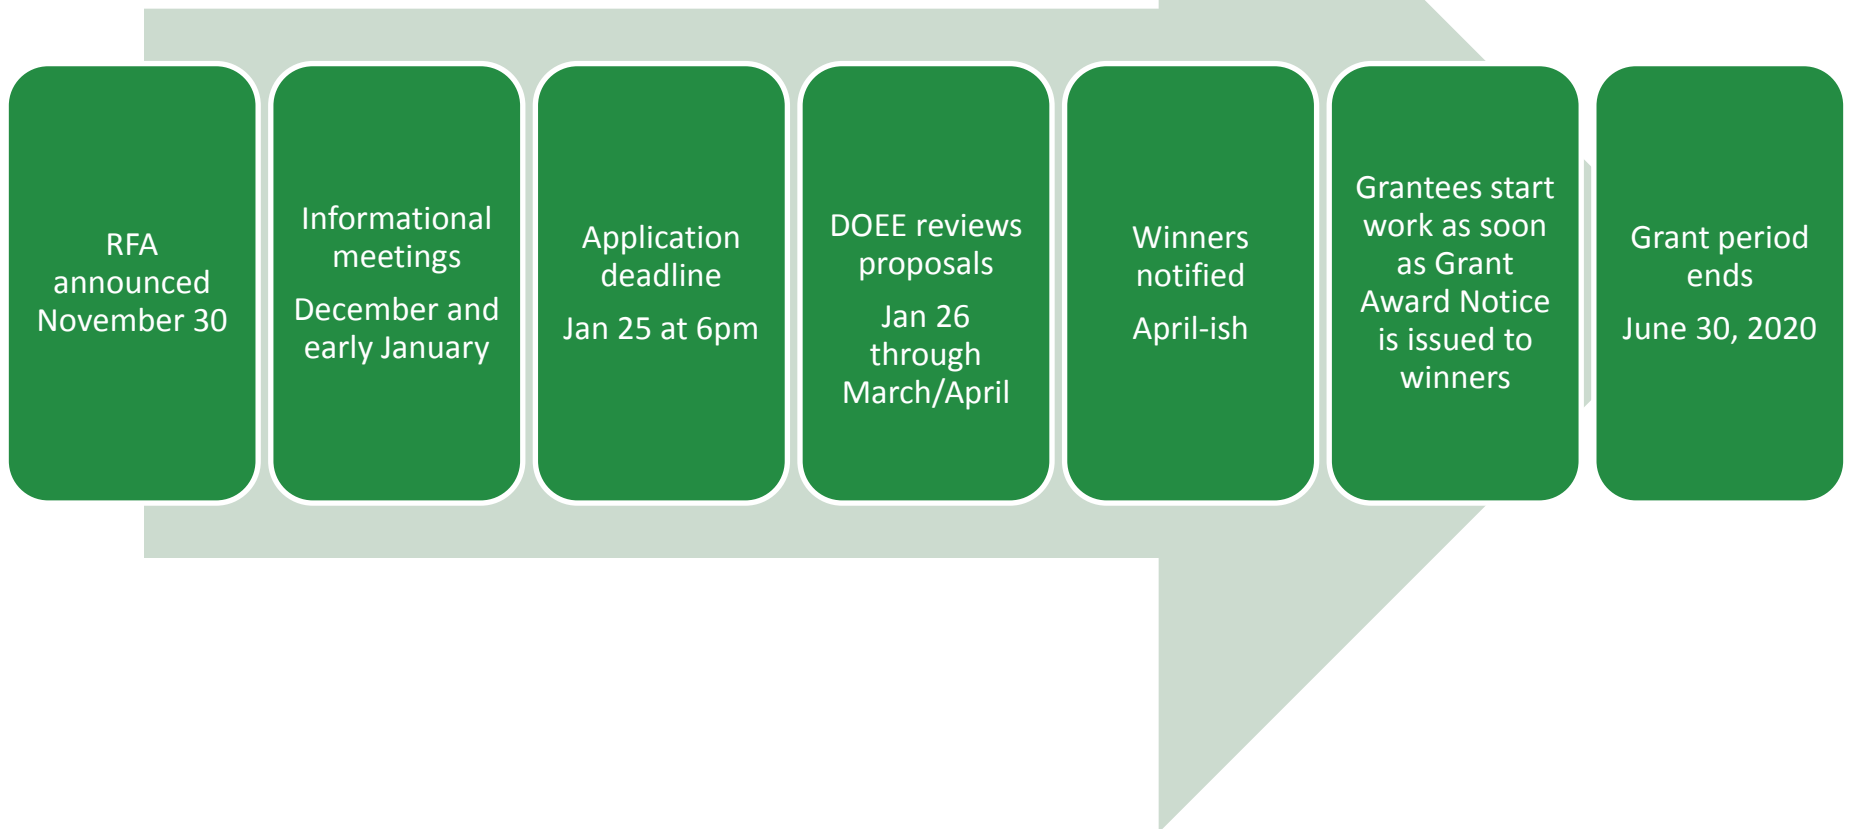 RFA
announced
November 30
Informational
meetings
December and
early January
Application
deadline
Jan 25 at 6pm
DOEE reviews
proposals
Jan 26
through
March/April
Winners
notified
April-ish
Grantees start
work as soon
as Grant
Award Notice
is issued to
winners
Grant period
ends
June 30, 2020